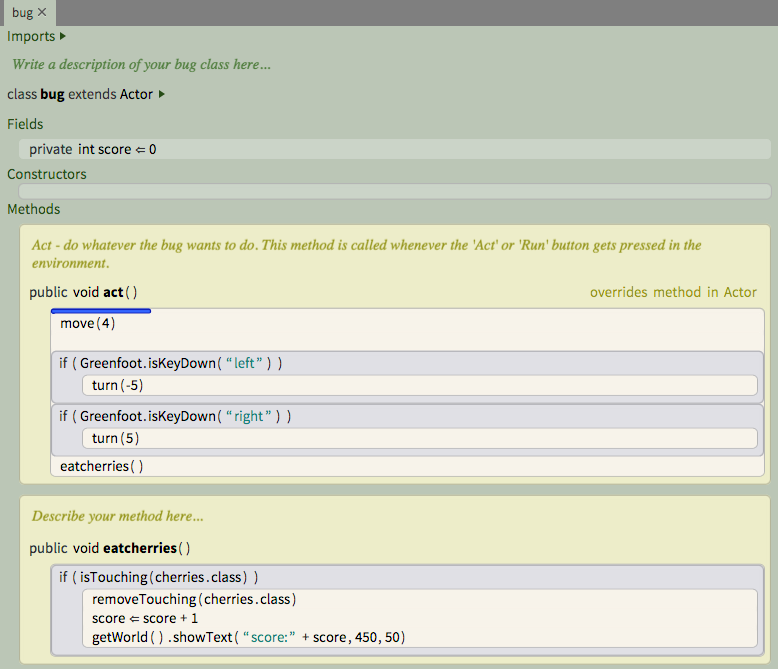 bug ×
Imports ▸
Write a description of your bug class here...
class bug extends Actor ▸
Fields
private int score ⇐ 0
Constructors
Methods
Act - do whatever the bug wants to do. This method is called whenever the 'Act' or 'Run' button gets pressed in the
environment.
public void act() overrides method in Actor
move(4)
if (Greenfoot.isKeyDown(“left”) )
turn(-5)
if (Greenfoot.isKeyDown(“right”) )
turn(5)
eatcherries()
Describe your method here...
public void eatcherries()
if (isTouching(cherries.class) )
removeTouching(cherries.class)
score ⇐ score + 1
getWorld().showText(“score:” + score,450,50)